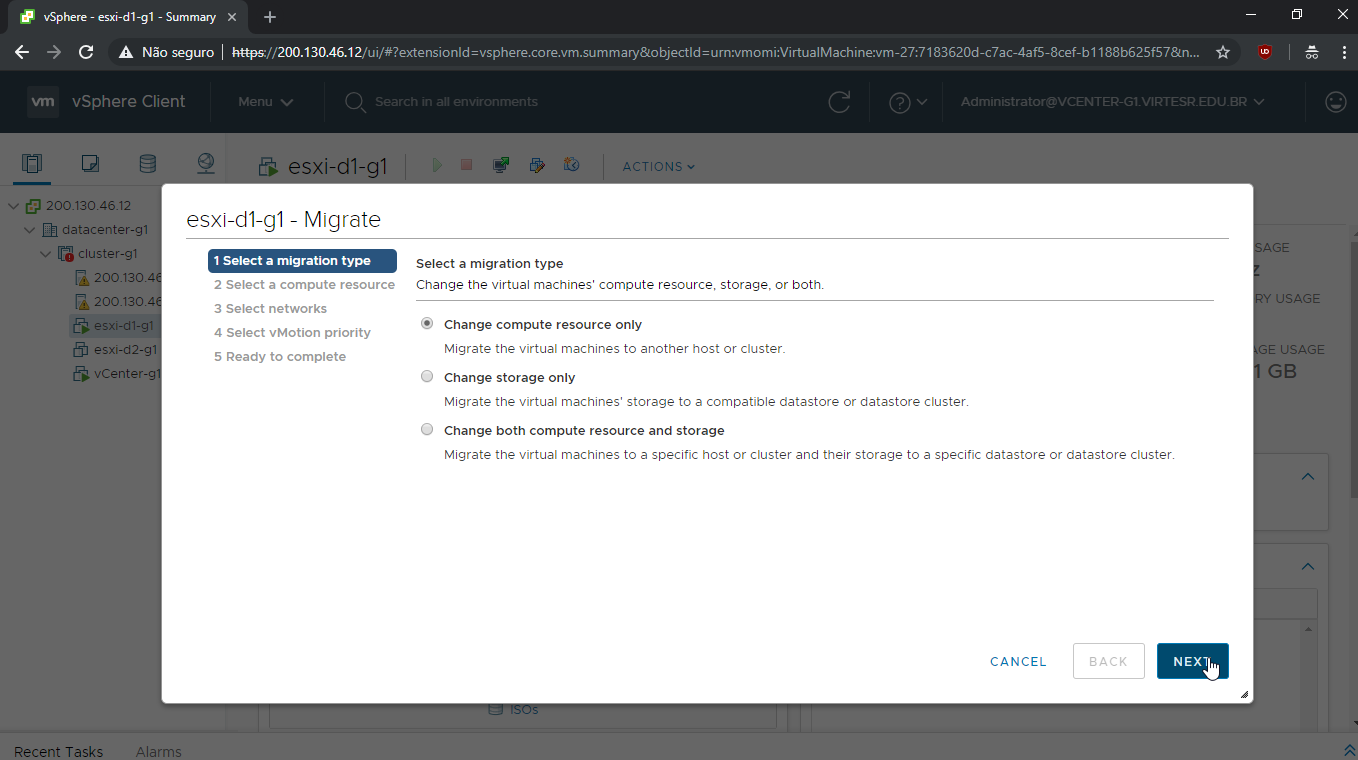 vSphere - esxi-d1-g1 - Summary
Não seguro https://200.130.46.12/ui/#?extensionId=vsphere.core.vm.summary&objectId=urn:vmomi:VirtualMachine:vm-27:7183620d-c7ac-4af5-8cef-b1188b625f57&n...
vm vSphere Client Menu Search in all environments Administrator@VCENTER-G1.VIRTESR.EDU.BR
esxi-d1-g1 ACTIONS
200.130.46.12
datacenter-g1
cluster-g1
200.130.46
200.130.46
esxi-d1-g1
esxi-d2-g1
vCenter-g1
esxi-d1-g1 - Migrate
1 Select a migration type
2 Select a compute resource
3 Select networks
4 Select vMotion priority
5 Ready to complete
Select a migration type
Change the virtual machines' compute resource, storage, or both.
Change compute resource only
Migrate the virtual machines to another host or cluster.
Change storage only
Migrate the virtual machines' storage to a compatible datastore or datastore cluster.
Change both compute resource and storage
Migrate the virtual machines to a specific host or cluster and their storage to a specific datastore or datastore cluster.
CANCEL BACK NEXT
SAGE
Z
RY USAGE
AGE USAGE
1 GB
ISOs
Recent Tasks Alarms